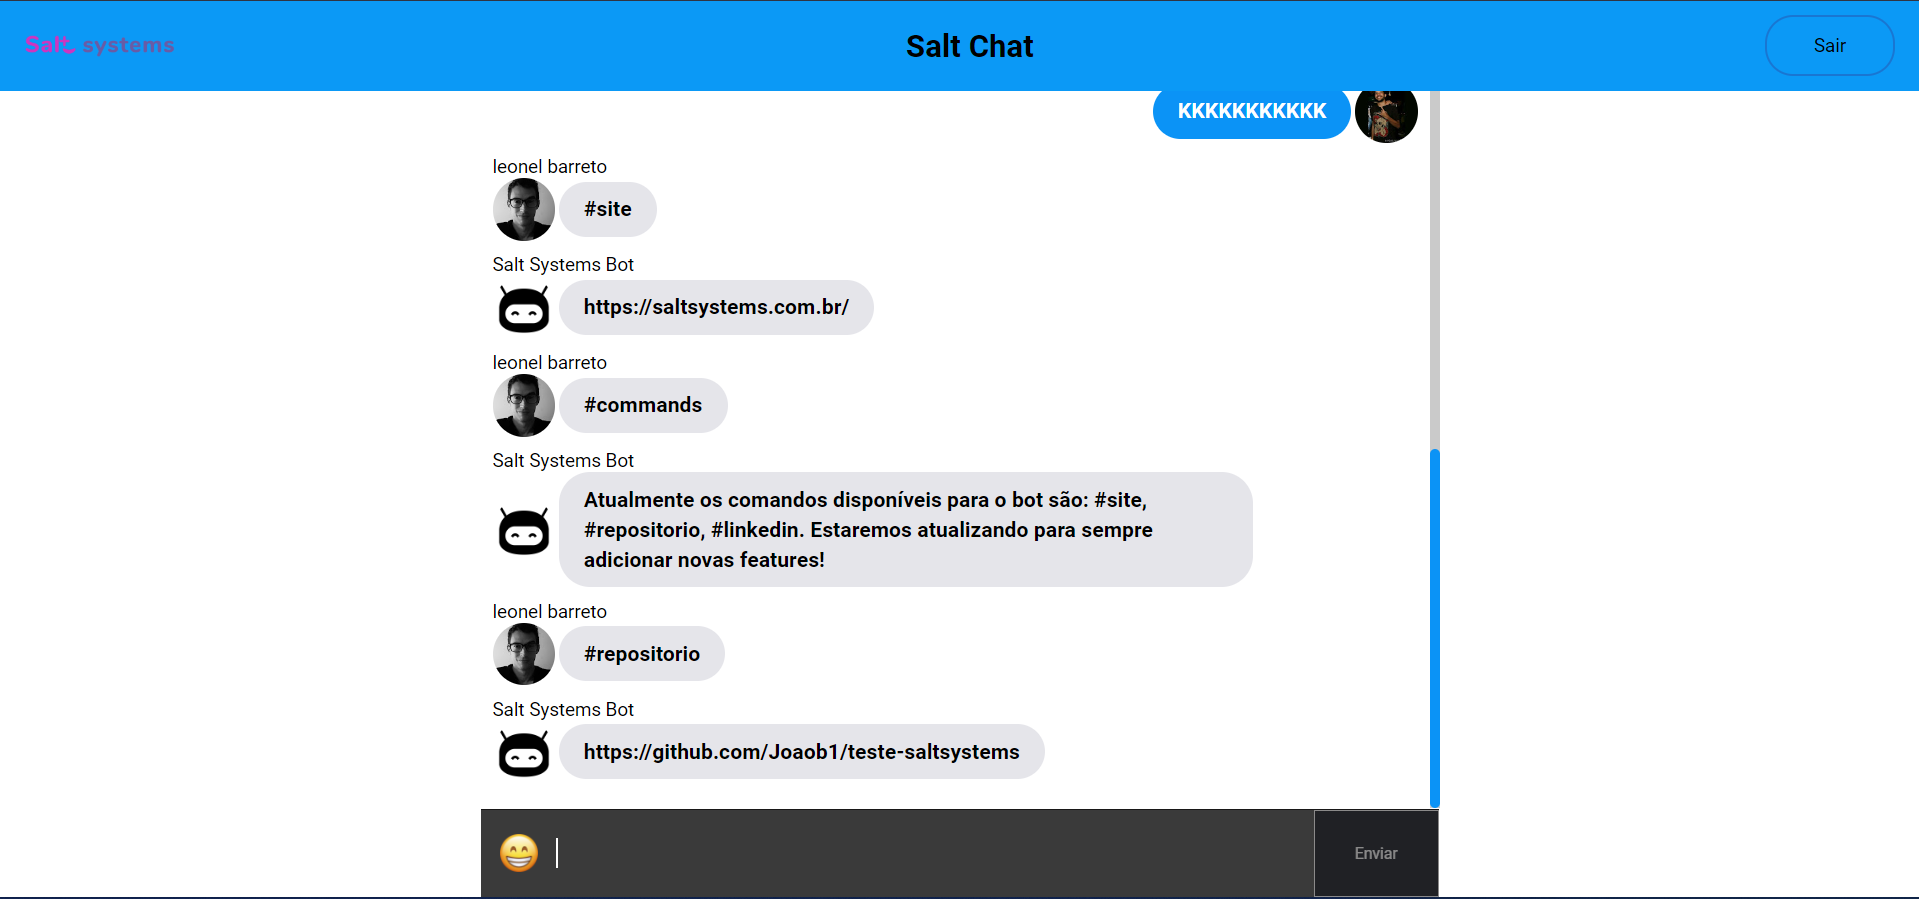 Salt systems
Salt Chat
Sair
KKKKKKKKKKK
leonel barreto
#site
Salt Systems Bot
https://saltsystems.com.br/
leonel barreto
#commands
Salt Systems Bot
Atualmente os comandos disponíveis para o bot são: #site,
#repositorio, #linkedin. Estaremos atualizando para sempre
adicionar novas features!
leonel barreto
#repositorio
Salt Systems Bot
https://github.com/Joaob1/teste-saltsystems
Enviar